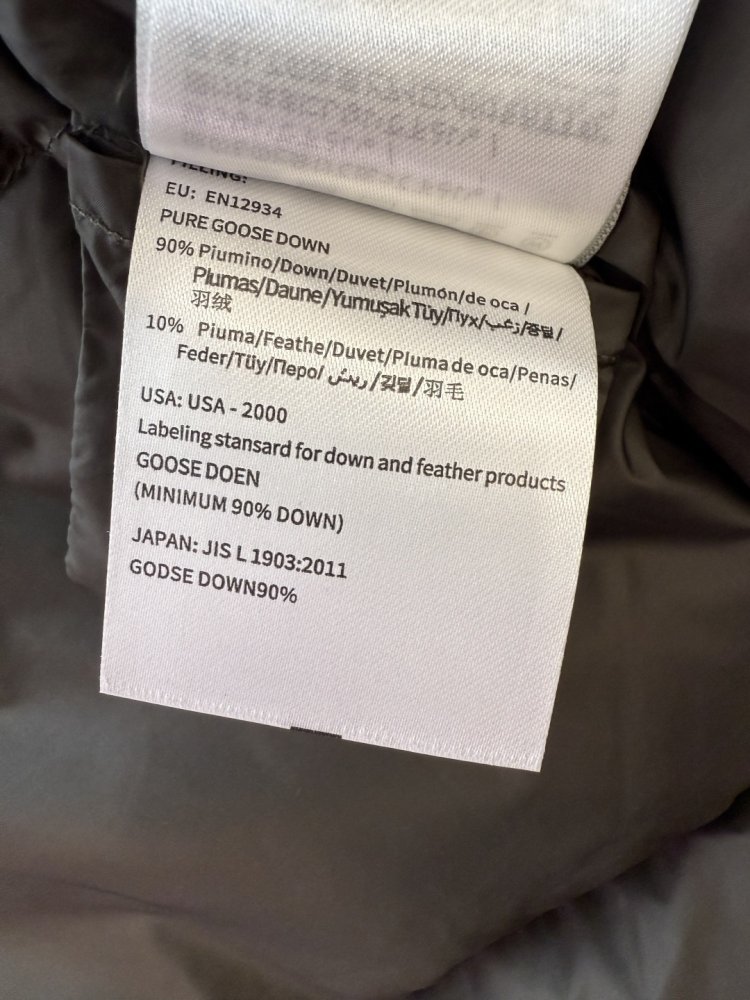 FILLING:
EU: EN12934
PURE GOOSE DOWN
90% Piumino/Down/Duvet/Plumón/de oca /
Plumas/Daune/Yumuşak Tüy/Пух/زغب/충털/
羽绒
10% Piuma/Feathe/Duvet/Pluma de oca/Penas/
Feder/Tüy/Перо/ريش/깃털/羽毛
USA: USA - 2000
Labeling stansard for down and feather products
GOOSE DOEN
(MINIMUM 90% DOWN)
JAPAN: JIS L 1903:2011
GODSE DOWN90%